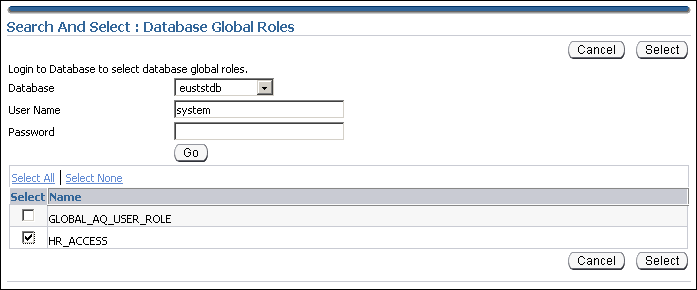 Search And Select : Database Global Roles
Cancel Select
Login to Database to select database global roles.
Database euststdb
User Name system
Password
Go
Select All | Select None
Select Name
GLOBAL_AQ_USER_ROLE
HR_ACCESS
Cancel Select